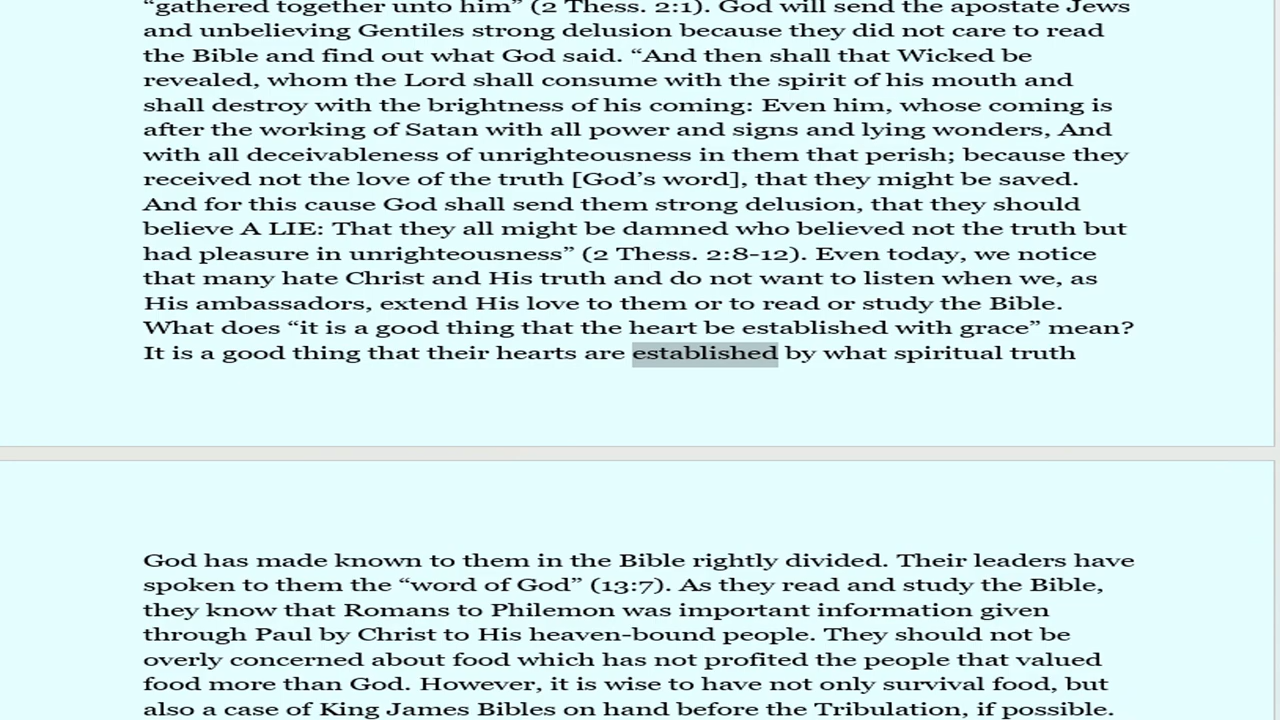 “gathered together unto him” (2 Thess. 2:1). God will send the apostate Jews
and unbelieving Gentiles strong delusion because they did not care to read
the Bible and find out what God said. “And then shall that Wicked be
revealed, whom the Lord shall consume with the spirit of his mouth and
shall destroy with the brightness of his coming: Even him, whose coming is
after the working of Satan with all power and signs and lying wonders, And
with all deceivableness of unrighteousness in them that perish; because they
received not the love of the truth [God’s word], that they might be saved.
And for this cause God shall send them strong delusion, that they should
believe A LIE: That they all might be damned who believed not the truth but
had pleasure in unrighteousness” (2 Thess. 2:8-12). Even today, we notice
that many hate Christ and His truth and do not want to listen when we, as
His ambassadors, extend His love to them or to read or study the Bible.
What does “it is a good thing that the heart be established with grace” mean?
It is a good thing that their hearts are established by what spiritual truth
God has made known to them in the Bible rightly divided. Their leaders have
spoken to them the “word of God” (13:7). As they read and study the Bible,
they know that Romans to Philemon was important information given
through Paul by Christ to His heaven-bound people. They should not be
overly concerned about food which has not profited the people that valued
food more than God. However, it is wise to have not only survival food, but
also a case of King James Bibles on hand before the Tribulation, if possible.